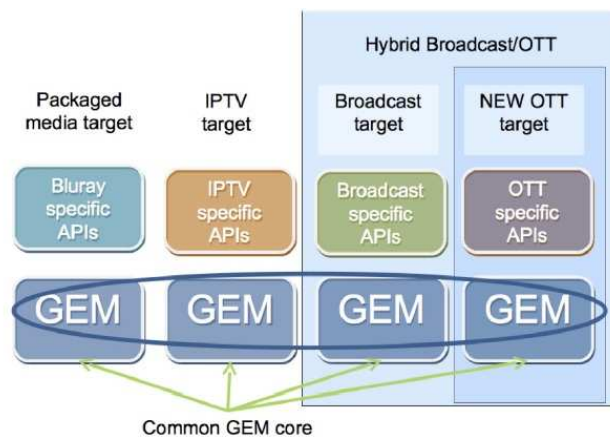 Hybrid Broadcast/OTT
Packaged
media target
IPTV
target
Broadcast
target
NEW OTT
target
Bluray
specific
APIs
IPTV
specific
APIs
Broadcast
specific
APIs
OTT
specific
APIs
GEM
GEM
GEM
GEM
Common GEM core